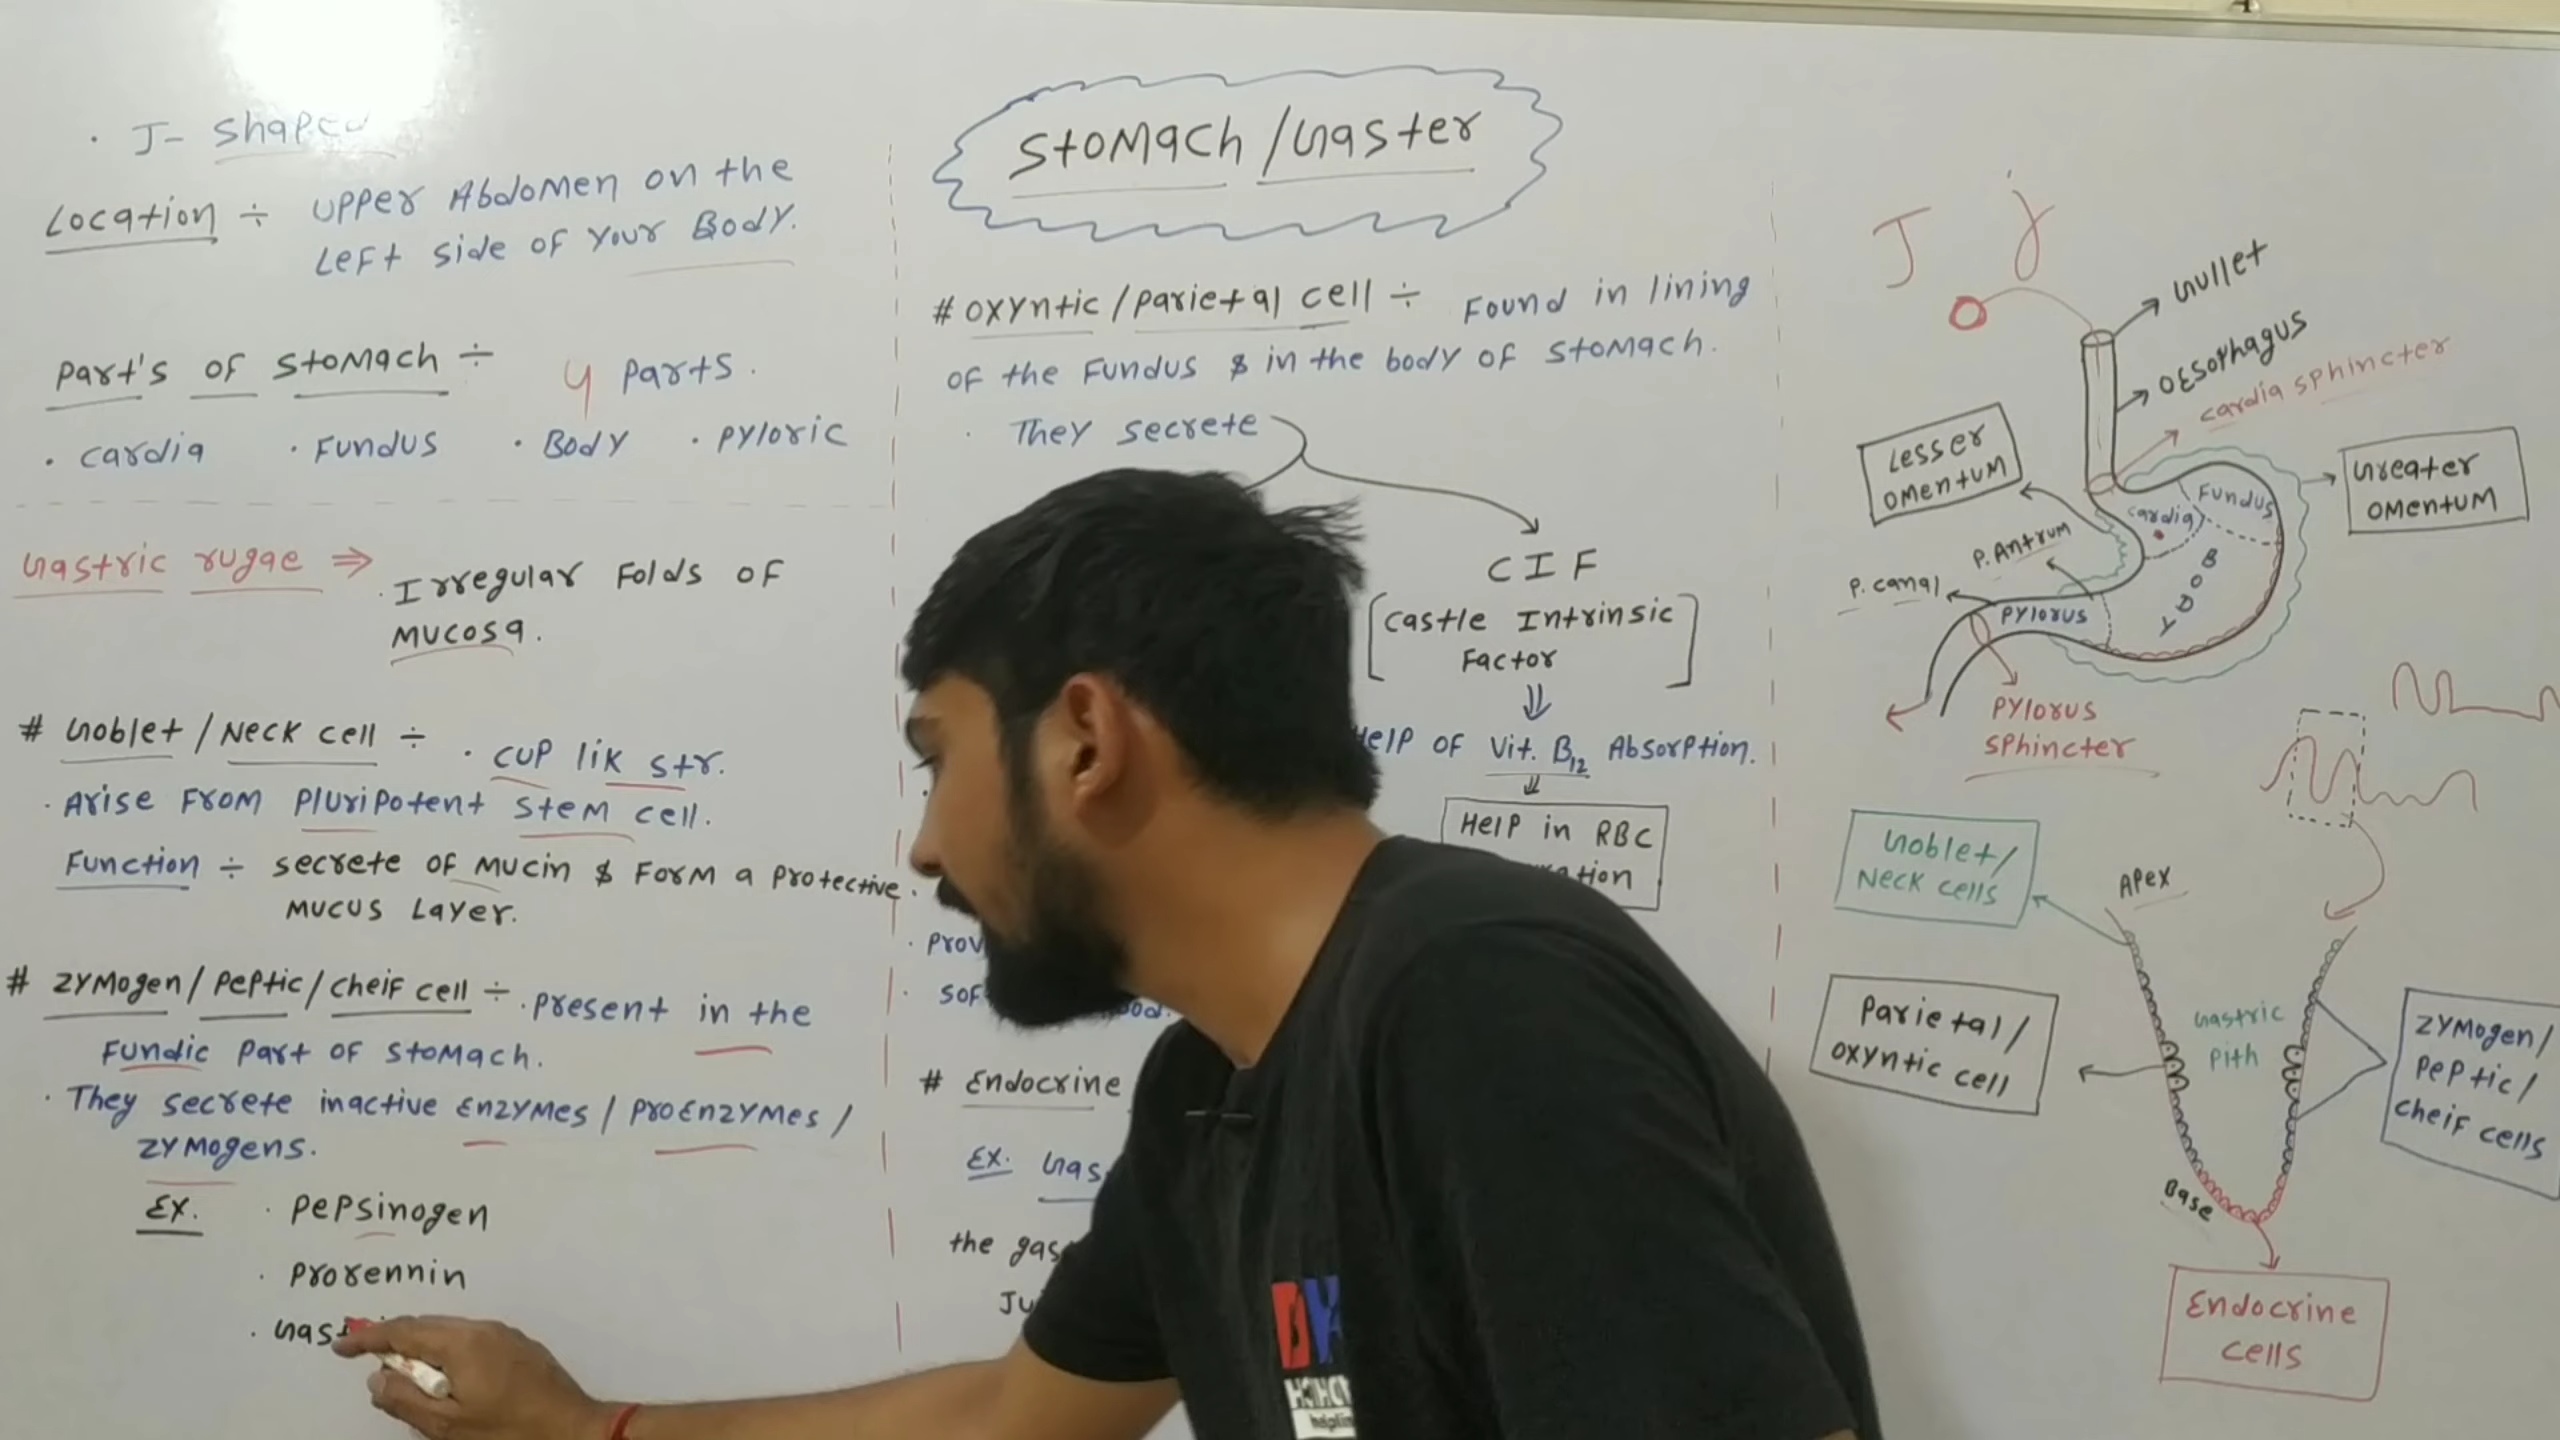 Stomach / Gaster
. J- Shaped
Location ÷ upper Abdomen on the
Left side of your Body.
Part's of stomach ÷ 4 Parts.
. cardia . Fundus . Body . Pyloric
Gastric rugae ⇒ . Irregular Folds of
Mucosa.
# Goblet / Neck cell ÷ . cup lik str.
. Arise From Pluripotent stem cell.
Function ÷ secrete of Mucin & Form a Protective.
Mucus Layer.
# Zymogen / Peptic / cheif cell ÷ . Present in the
Fundic Part of stomach.
. They secrete inactive Enzymes / ProEnzymes /
Zymogens.
Ex. . Pepsinogen
. Prorennin
# Oxyntic / Parietal cell ÷ Found in lining
of the Fundus & in the body of stomach.
. They secrete
CIF
[Castle Intrinsic
Factor]
⇓
Help of Vit. B12 Absorption.
⇓
Help in RBC
# Endocrine
Ex.
the
J γ
Gullet
Oesophagus
cardia sphincter
Lesser
omentum
Greater
omentum
Fundus
cardia
P. Antrum
P. canal
BODY
Pylorus
Pylorus
sphincter
Goblet /
Neck cells
Apex
Parietal /
oxyntic cell
Gastric
Pith
Zymogen /
Peptic /
cheif cells
Base
Endocrine
cells